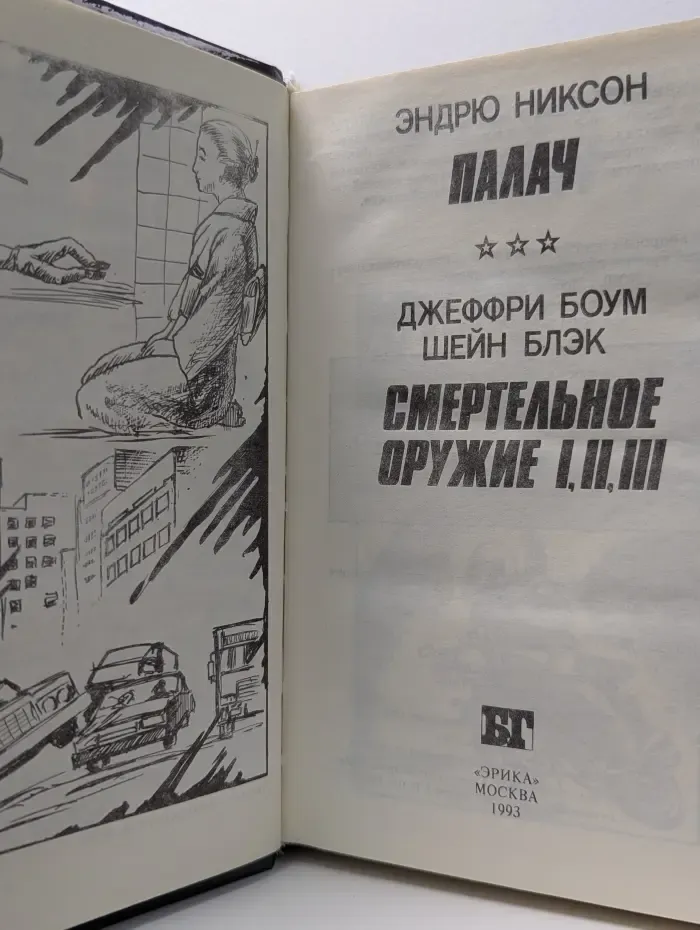 ЭНДРЮ НИКСОН
ПАЛАЧ
ДЖЕФФРИ БОУМ
ШЕЙН БЛЭК
СМЕРТЕЛЬНОЕ
ОРУЖИЕ I, II, III
БГ
«ЭРИКА»
МОСКВА
1993